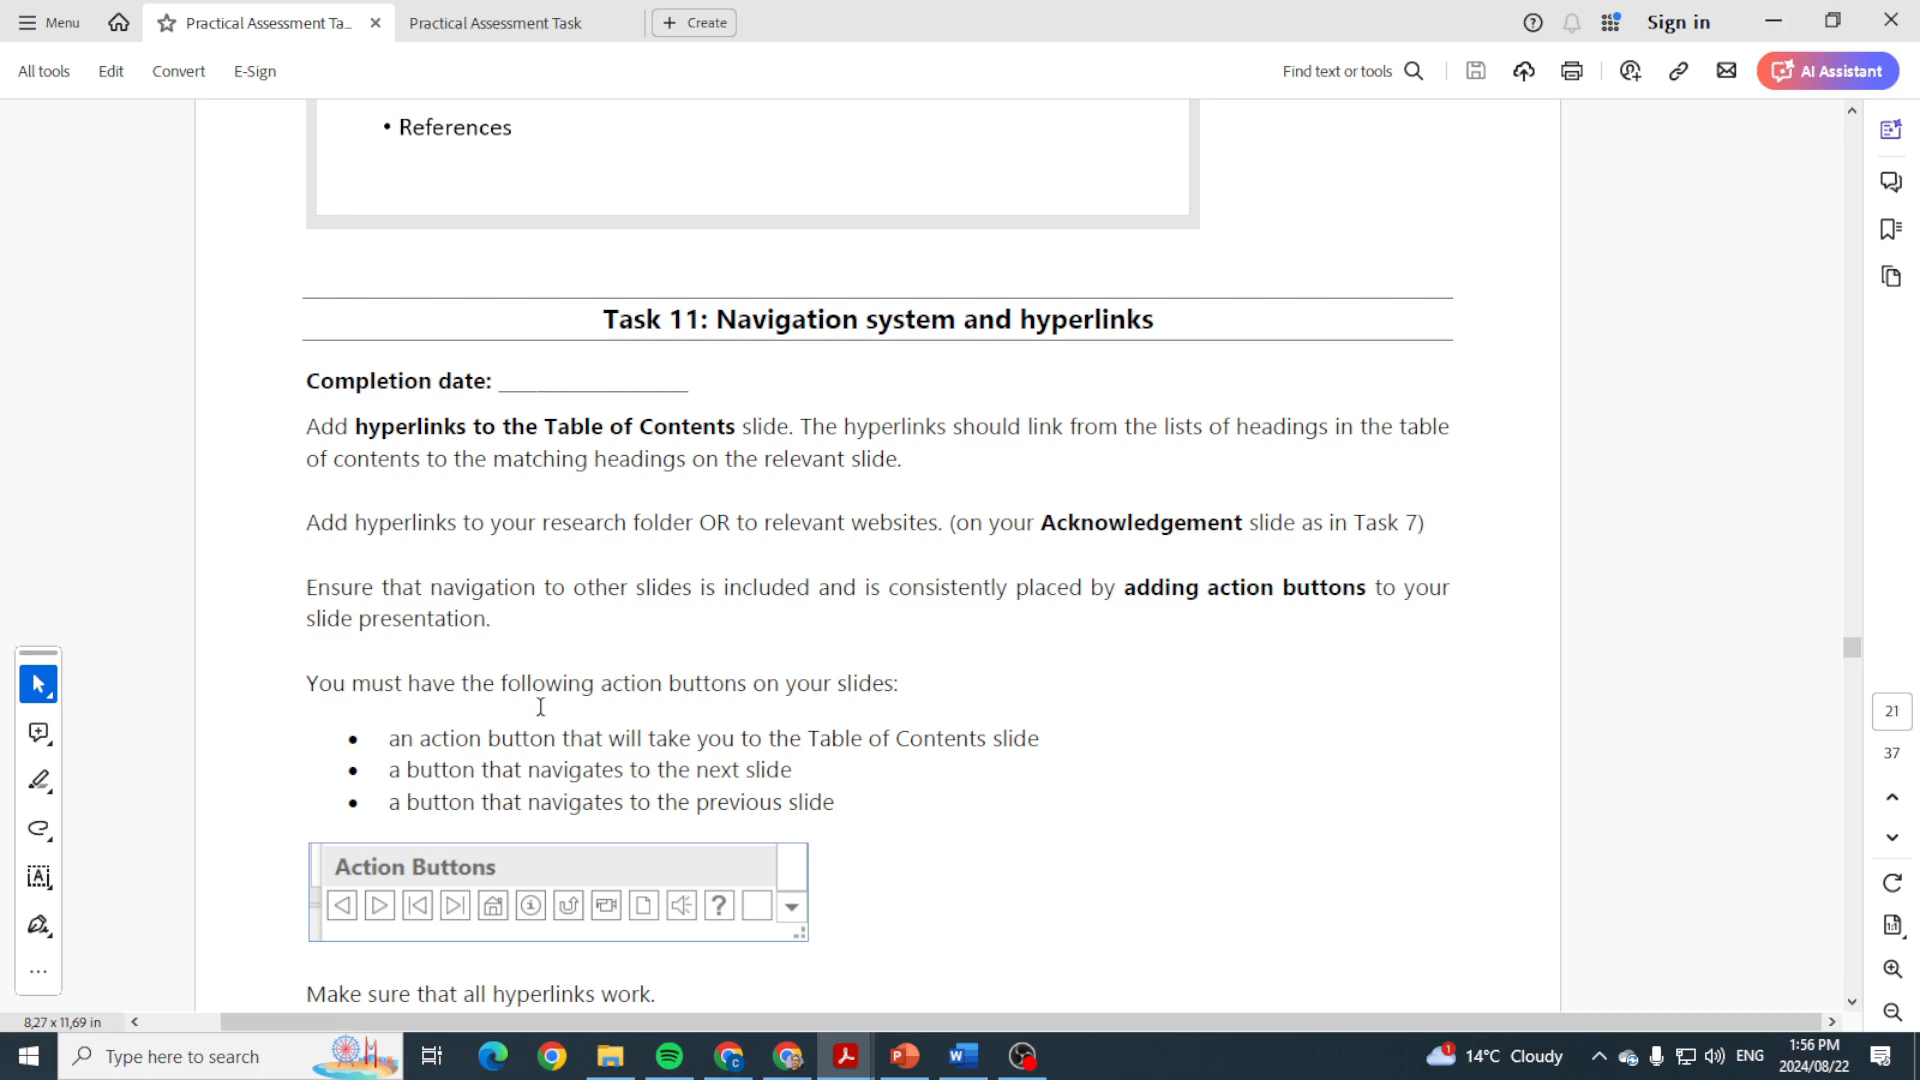 Menu
Practical Assessment Ta...
Practical Assessment Task
Create
Sign in
All tools
Edit
Convert
E-Sign
Find text or tools
AI Assistant
• References
Task 11: Navigation system and hyperlinks
Completion date: ________________
Add hyperlinks to the Table of Contents slide. The hyperlinks should link from the lists of headings in the table
of contents to the matching headings on the relevant slide.
Add hyperlinks to your research folder OR to relevant websites. (on your Acknowledgement slide as in Task 7)
Ensure that navigation to other slides is included and is consistently placed by adding action buttons to your
slide presentation.
You must have the following action buttons on your slides:
• an action button that will take you to the Table of Contents slide
• a button that navigates to the next slide
• a button that navigates to the previous slide
Action Buttons
Make sure that all hyperlinks work.
21
37
8,27 x 11,69 in
Type here to search
1
14°C Cloudy
ENG
1:56 PM
2024/08/22